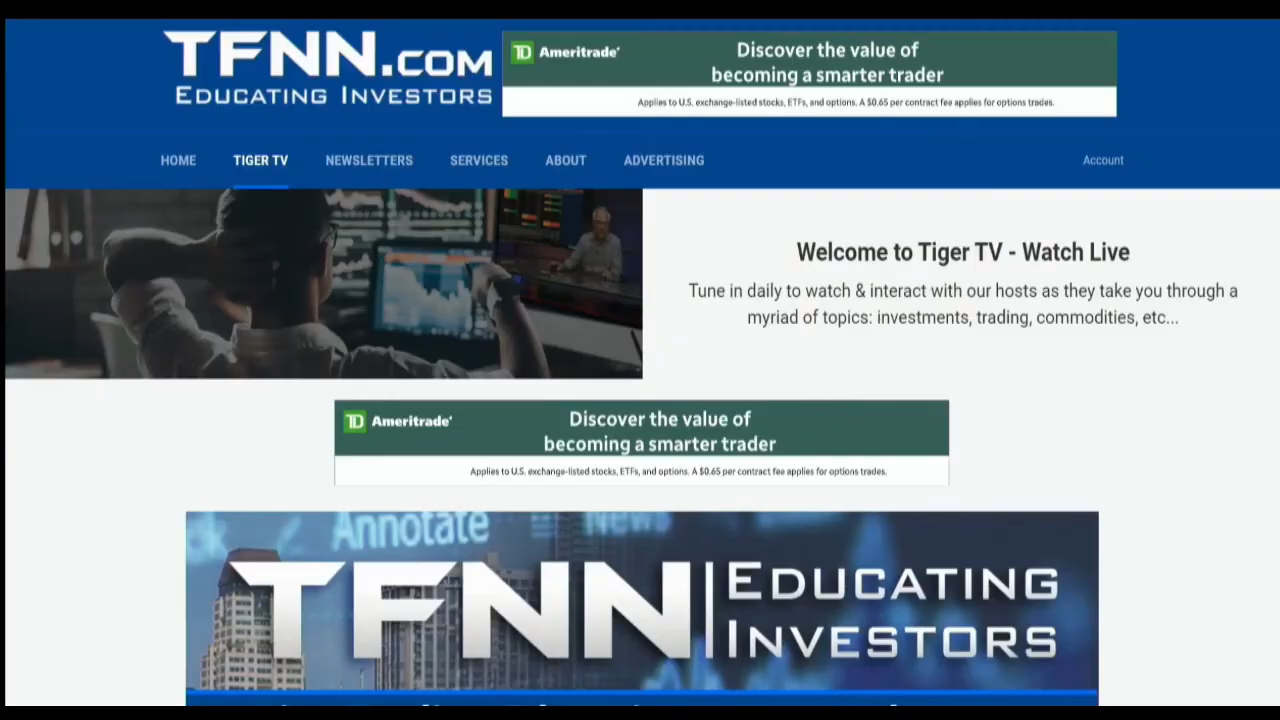 TFNN.com
Educating Investors
TD Ameritrade
Discover the value of
becoming a smarter trader
Applies to U.S. exchange-listed stocks, ETFs, and options. A $0.65 per contract fee applies for options trades.
HOME TIGER TV NEWSLETTERS SERVICES ABOUT ADVERTISING Account
Welcome to Tiger TV - Watch Live
Tune in daily to watch & interact with our hosts as they take you through a
myriad of topics: investments, trading, commodities, etc...
TD Ameritrade
Discover the value of
becoming a smarter trader
Applies to U.S. exchange-listed stocks, ETFs, and options. A $0.65 per contract fee applies for options trades.
Annotate News
TFNN Educating
Investors